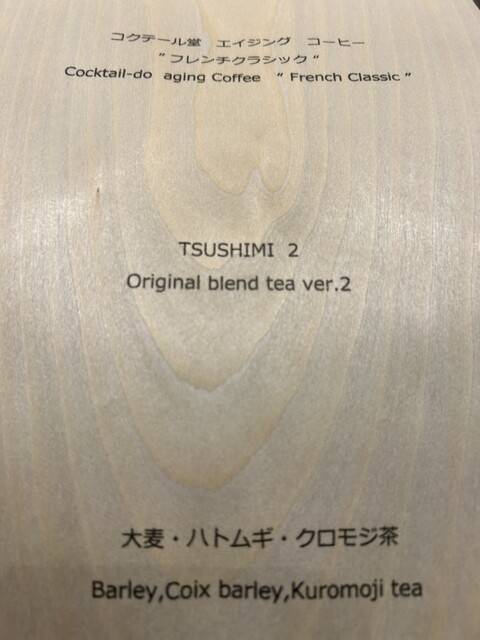 コクテール堂 エイジング コーヒー
"フレンチクラシック"
Cocktail-do aging Coffee “ French Classic ”
TSUSHIMI 2
Original blend tea ver.2
大麦・ハトムギ・クロモジ茶
Barley,Coix barley,Kuromoji tea